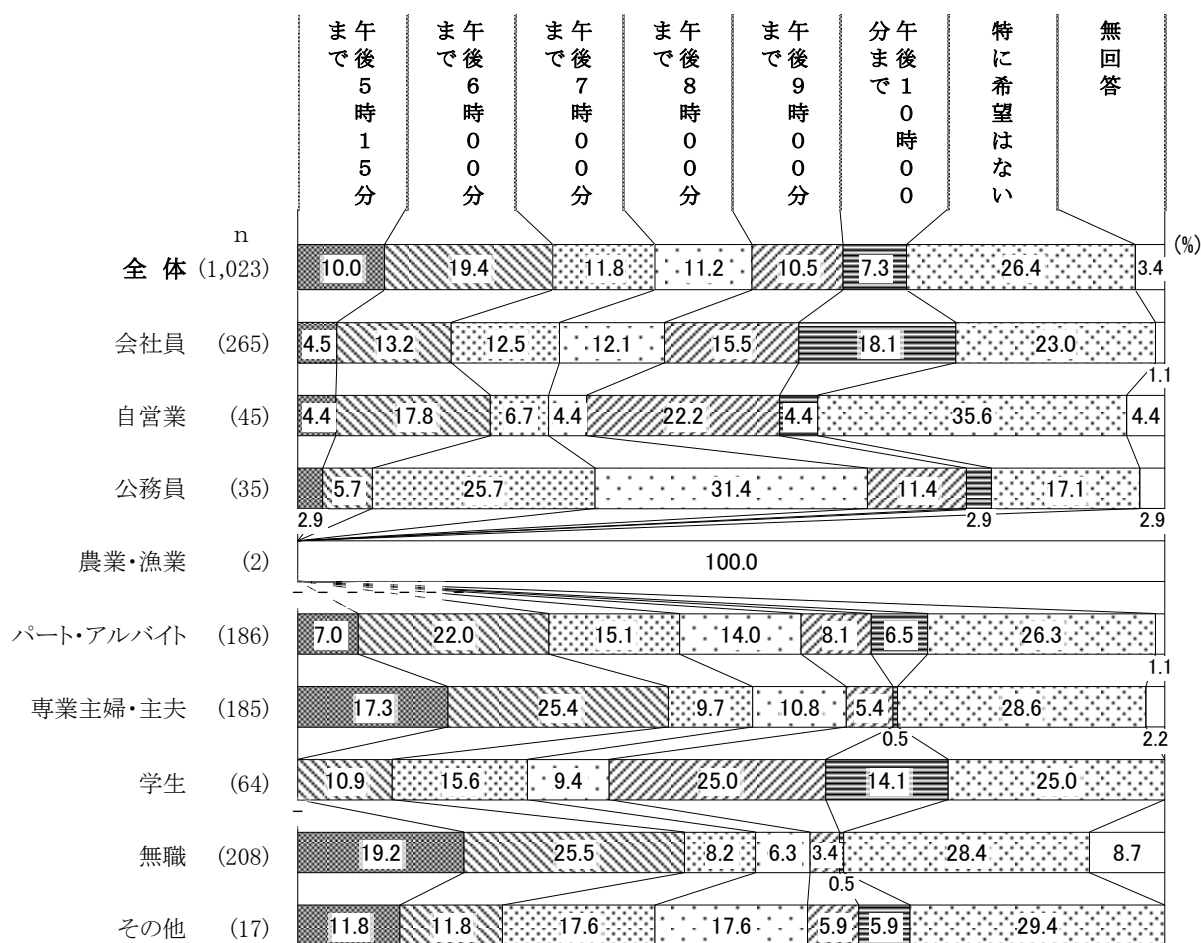 午後5時15分
まで
午後6時00分
まで
午後7時00分
まで
午後8時00分
まで
午後9時00分
まで
午後10時00
分まで
特に希望はない
無回答
n
(%)
全 体 (1,023) 10.0 19.4 11.8 11.2 10.5 7.3 26.4 3.4
会社員 (265) 4.5 13.2 12.5 12.1 15.5 18.1 23.0
1.1
自営業 (45) 4.4 17.8 6.7 4.4 22.2 4.4 35.6 4.4
公務員 (35) 5.7 25.7 31.4 11.4 17.1
2.9 2.9 2.9
農業・漁業 (2) 100.0
パート・アルバイト (186) 7.0 22.0 15.1 14.0 8.1 6.5 26.3
1.1
専業主婦・主夫 (185) 17.3 25.4 9.7 10.8 5.4 28.6
0.5 2.2
学生 (64) 10.9 15.6 9.4 25.0 14.1 25.0
無職 (208) 19.2 25.5 8.2 6.3 3.4 28.4 8.7
0.5
その他 (17) 11.8 11.8 17.6 17.6 5.9 5.9 29.4